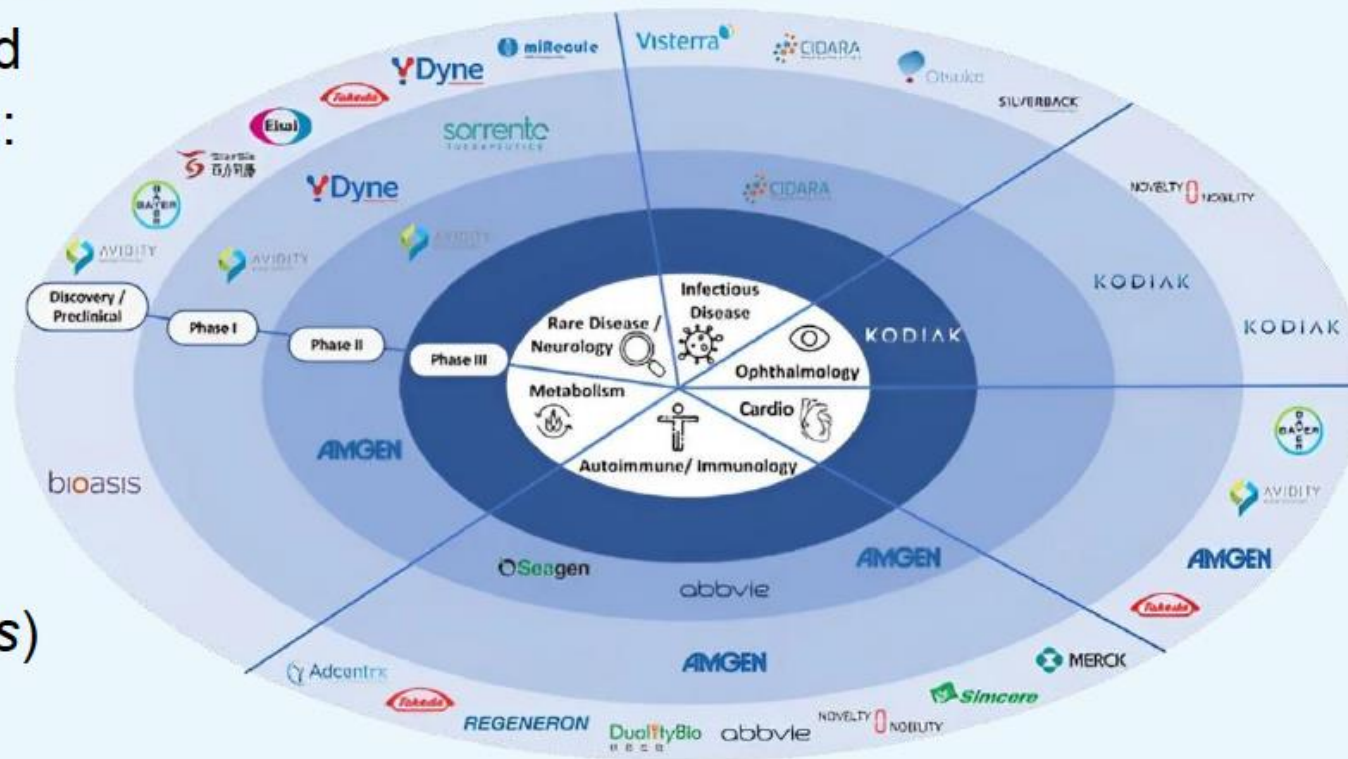 d
:
s)
miRecule
Visterra
CIDARA
Otsuka
SILVERBACK
Dyne
Takeda
Eisai
sorrento
THERAPEUTICS
BAYER
Dyne
CIDARA
NOVELTY NOBILITY
AVIDITY
AVIDITY
AVIDITY
KODIAK
KODIAK
KODIAK
Discovery /
Preclinical
Phase I
Phase II
Phase III
Infectious
Disease
Rare Disease /
Neurology
Ophthalmology
Metabolism
Cardio
Autoimmune/ Immunology
AMGEN
bioasis
BAYER
AVIDITY
Seagen
abbvie
AMGEN
AMGEN
Takeda
AMGEN
MERCK
Adcentrx
Takeda
REGENERON
DualityBio
abbvie
NOVELTY NOBILITY
Simcere